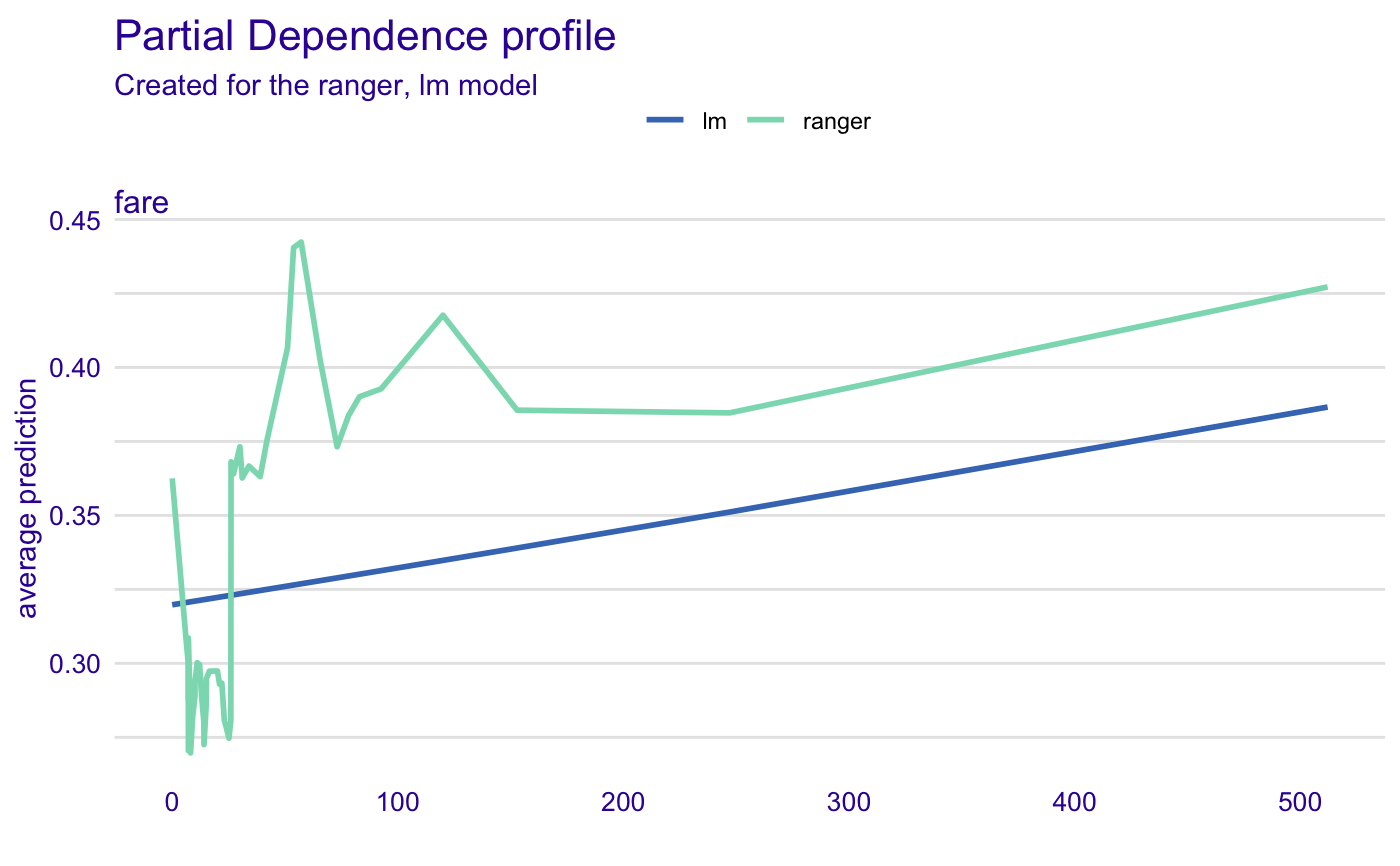 Partial Dependence profile
Created for the ranger, lm model
lm ranger
fare
0.45
0.40
0.35
0.30
average prediction
0 100 200 300 400 500